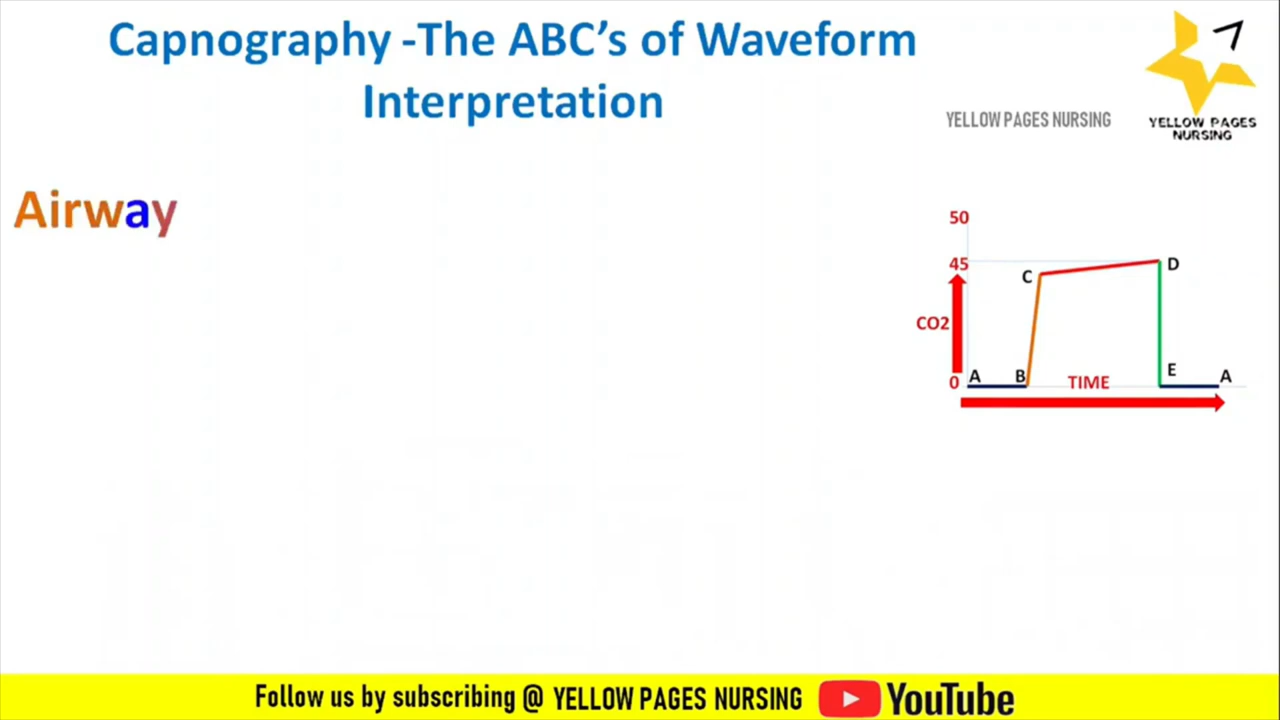 Capnography -The ABC’s of Waveform
Interpretation
YELLOW PAGES NURSING
YELLOW PAGES
NURSING
Airway
50
45
C
D
CO2
0
A
B
TIME
E
A
Follow us by subscribing @ YELLOW PAGES NURSING YouTube